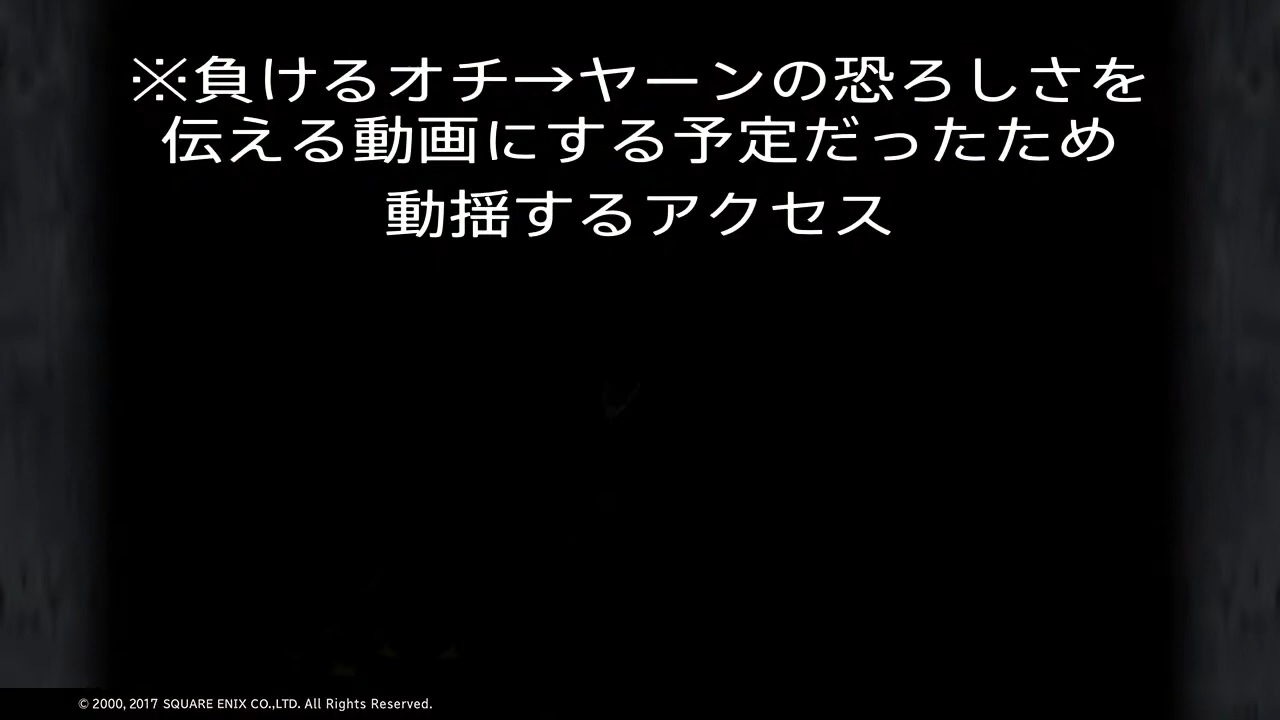 ※負けるオチ→ヤーンの恐ろしさを
伝える動画にする予定だったため
動揺するアクセス
© 2000, 2017 SQUARE ENIX CO.,LTD. All Rights Reserved.